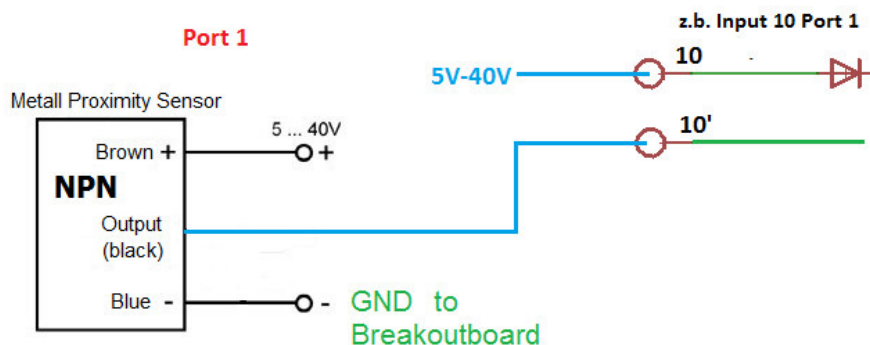 z.b. Input 10 Port 1
Port 1
10
5V-40V
Metall Proximity Sensor
5 ... 40V
10'
Brown +
+
NPN
Output
(black)
Blue -
-
GND to
Breakoutboard